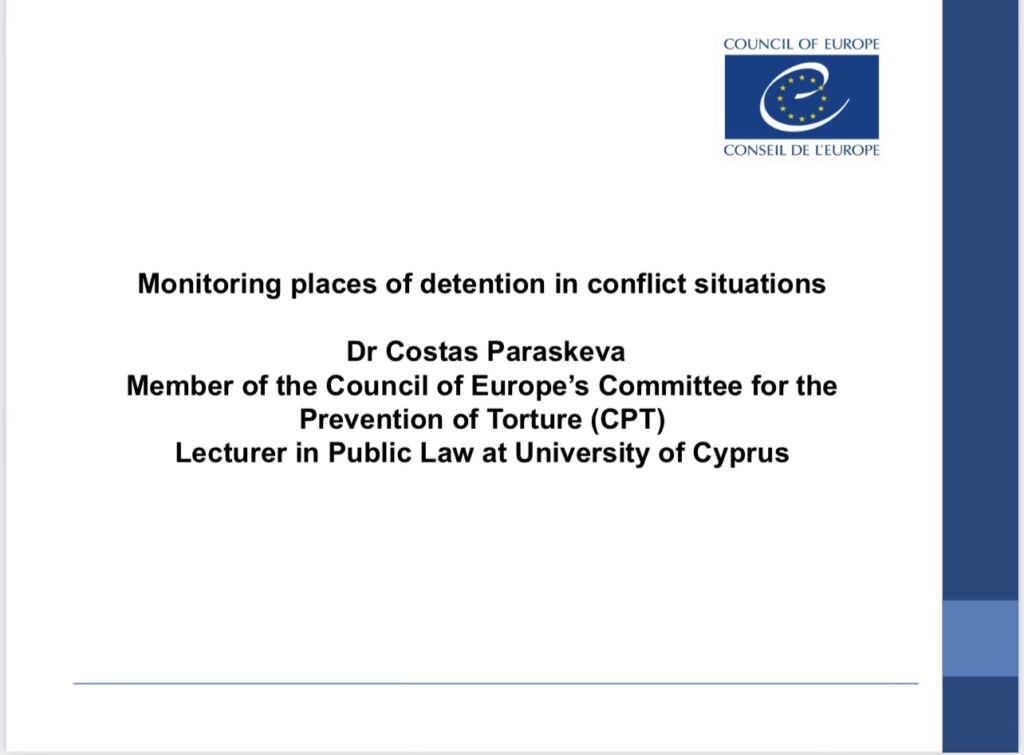 COUNCIL OF EUROPE
CONSEIL DE L'EUROPE
Monitoring places of detention in conflict situations
Dr Costas Paraskeva
Member of the Council of Europe’s Committee for the
Prevention of Torture (CPT)
Lecturer in Public Law at University of Cyprus